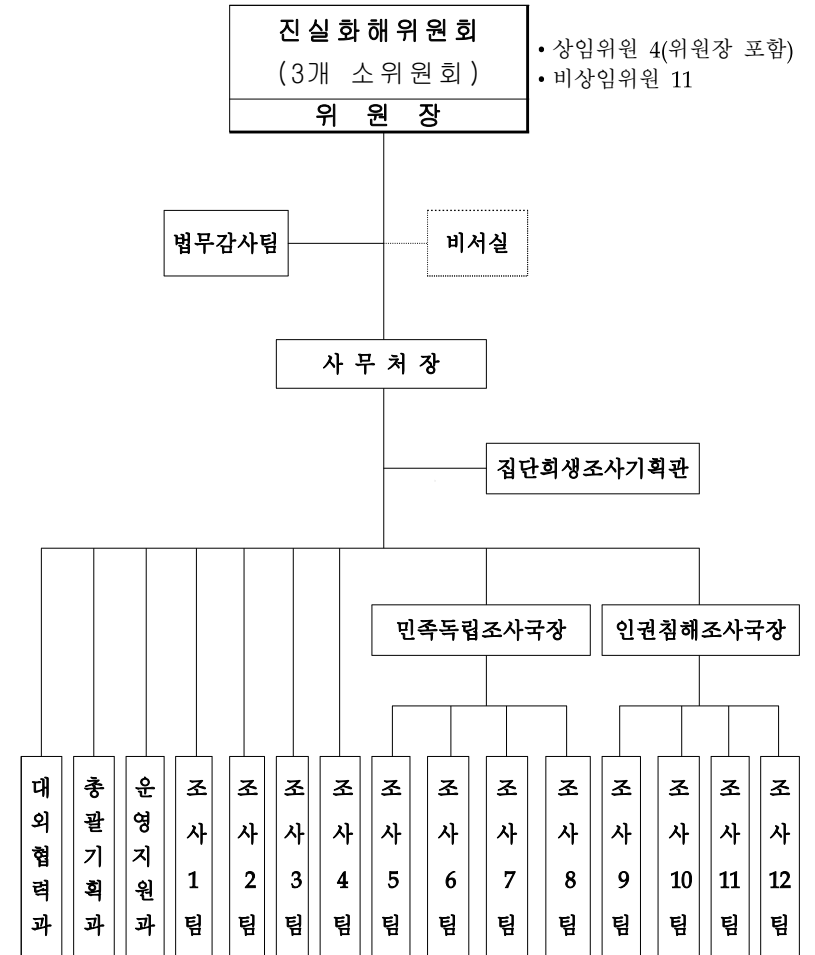 진실화해위원회
(3개 소위원회)
위 원 장
• 상임위원 4(위원장 포함)
• 비상임위원 11
법무감사팀
비서실
사 무 처 장
집단희생조사기획관
민족독립조사국장
인권침해조사국장
대외협력과
총괄기획과
운영지원과
조사1팀
조사2팀
조사3팀
조사4팀
조사5팀
조사6팀
조사7팀
조사8팀
조사9팀
조사10팀
조사11팀
조사12팀